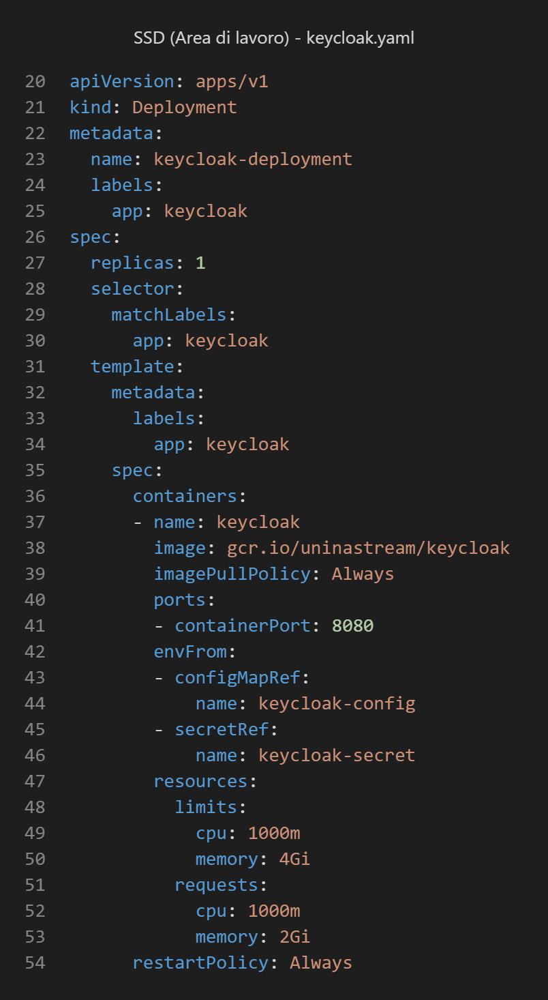 SSD (Area di lavoro) - keycloak.yaml
20 apiVersion: apps/v1
21 kind: Deployment
22 metadata:
23   name: keycloak-deployment
24   labels:
25     app: keycloak
26 spec:
27   replicas: 1
28   selector:
29     matchLabels:
30       app: keycloak
31   template:
32     metadata:
33       labels:
34         app: keycloak
35     spec:
36       containers:
37       - name: keycloak
38         image: gcr.io/uninastream/keycloak
39         imagePullPolicy: Always
40         ports:
41         - containerPort: 8080
42         envFrom:
43         - configMapRef:
44             name: keycloak-config
45         - secretRef:
46             name: keycloak-secret
47         resources:
48           limits:
49             cpu: 1000m
50             memory: 4Gi
51           requests:
52             cpu: 1000m
53             memory: 2Gi
54       restartPolicy: Always